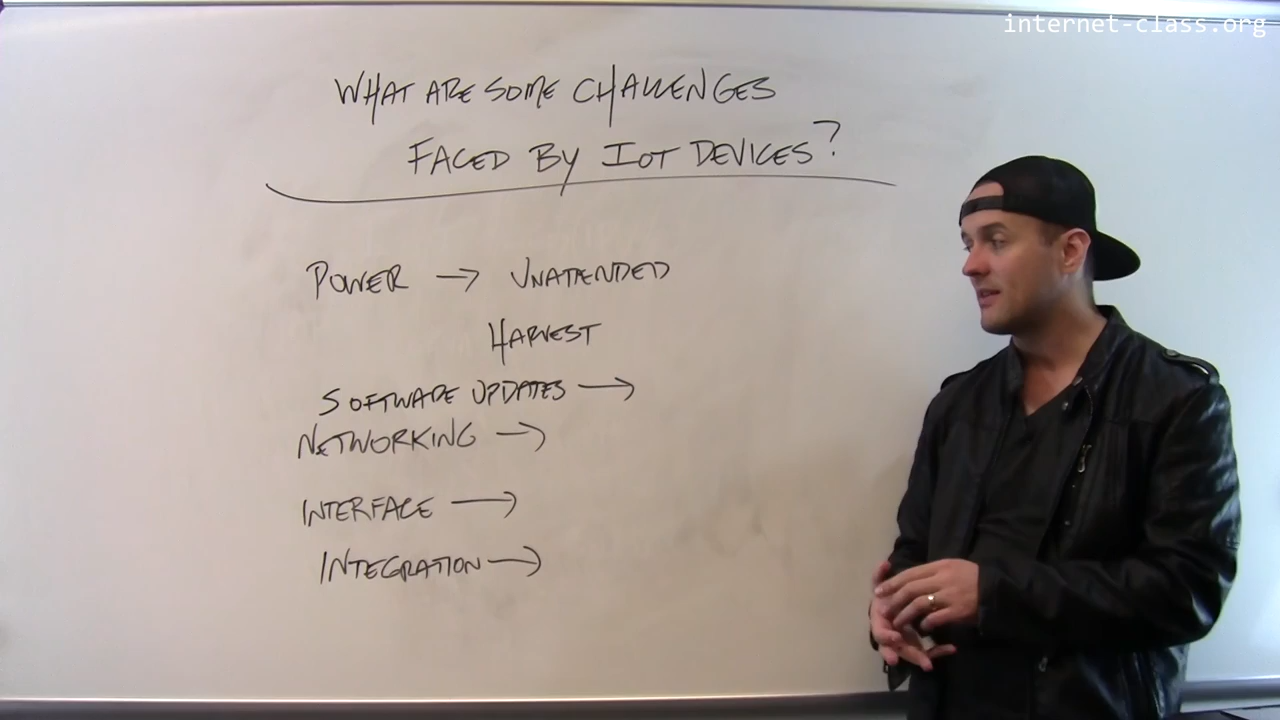 internet-class.org
WHAT ARE SOME CHALLENGES
FACED BY IOT DEVICES?
POWER → UNATTENDED
HARVEST
SOFTWARE UPDATES →
NETWORKING →
INTERFACE →
INTEGRATION →